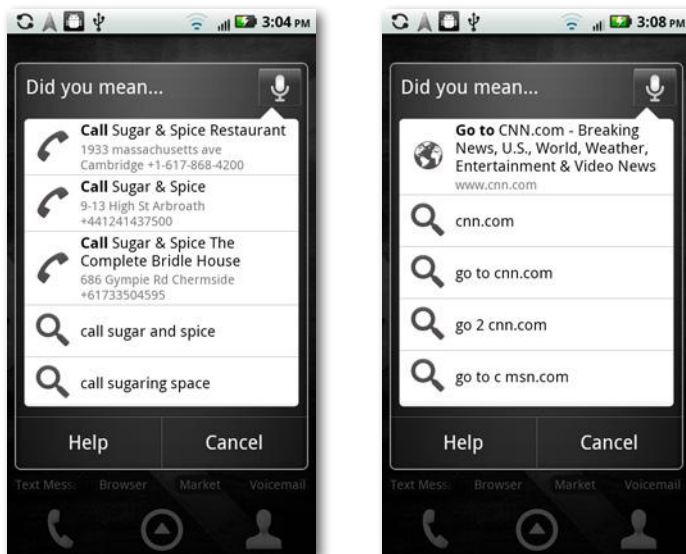 3:04 PM
Did you mean...
Call Sugar & Spice Restaurant
1933 massachusetts ave
Cambridge +1-617-868-4200
Call Sugar & Spice
9-13 High St Arbroath
+441241437500
Call Sugar & Spice The
Complete Bridle House
686 Gympie Rd Chermside
+61733504595
call sugar and spice
call sugaring space
Help Cancel
Text Mess Browser Market Voicemail
3:08 PM
Did you mean...
Go to CNN.com - Breaking
News, U.S., World, Weather,
Entertainment & Video News
www.cnn.com
cnn.com
go to cnn.com
go 2 cnn.com
go to c msn.com
Help Cancel
Text Mess Browser Market Voicemail